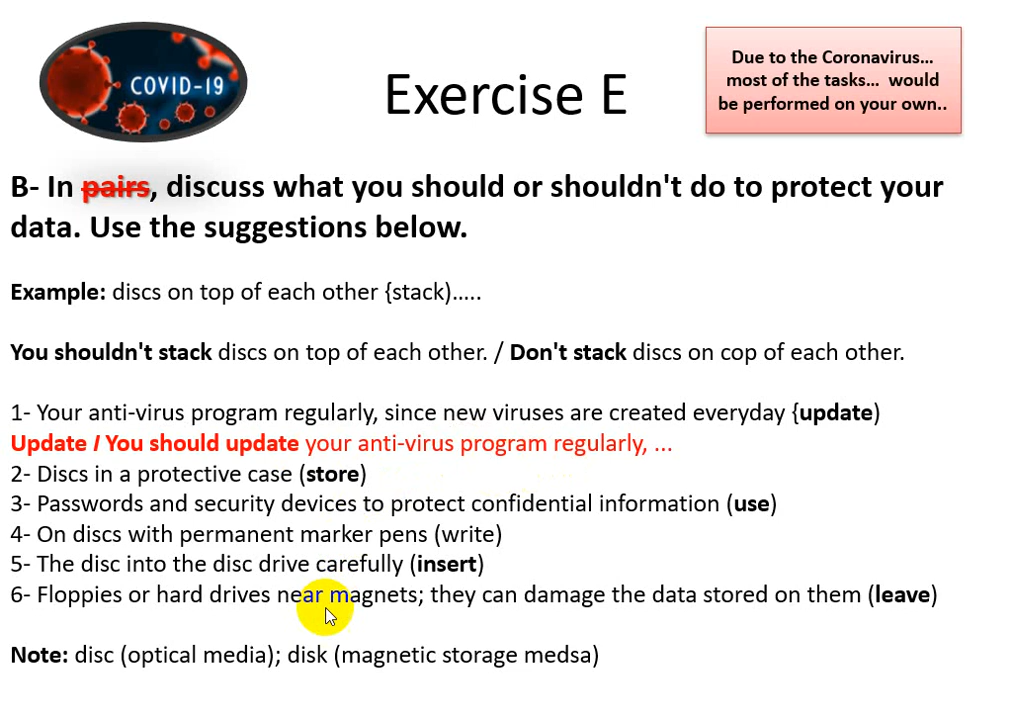 COVID-19
Exercise E
Due to the Coronavirus...
most of the tasks... would
be performed on your own..
B- In pairs, discuss what you should or shouldn't do to protect your
data. Use the suggestions below.
Example: discs on top of each other {stack).....
You shouldn't stack discs on top of each other. / Don't stack discs on cop of each other.
1- Your anti-virus program regularly, since new viruses are created everyday {update)
Update / You should update your anti-virus program regularly, ...
2- Discs in a protective case (store)
3- Passwords and security devices to protect confidential information (use)
4- On discs with permanent marker pens (write)
5- The disc into the disc drive carefully (insert)
6- Floppies or hard drives near magnets; they can damage the data stored on them (leave)
Note: disc (optical media); disk (magnetic storage medsa)